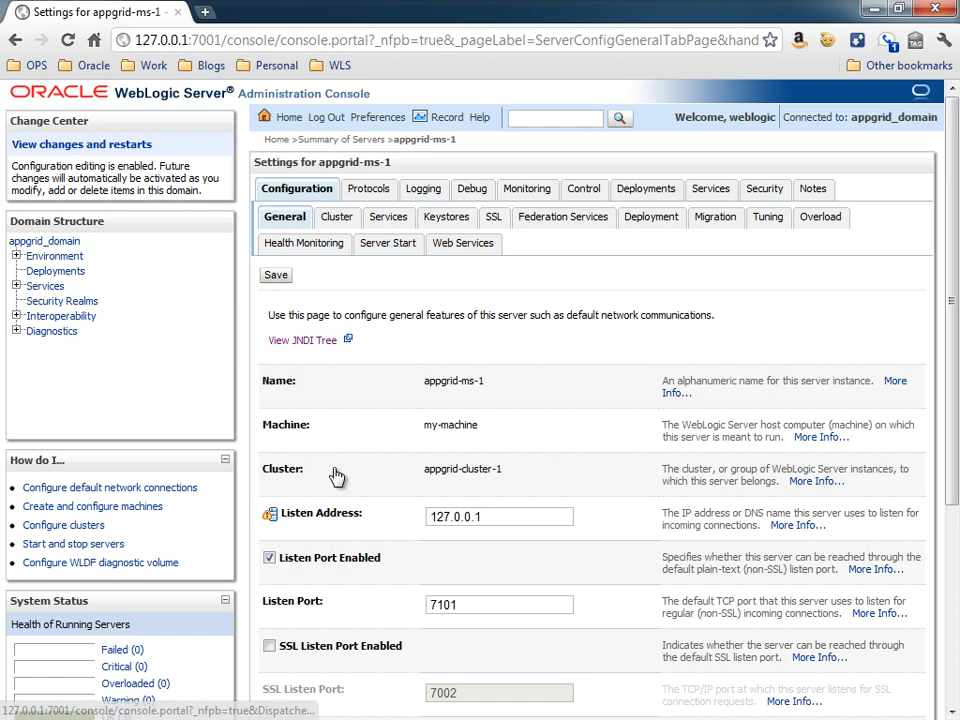 Settings for appgrid-ms-1 -
127.0.0.1:7001/console/console.portal?_nfpb=true&_pageLabel=ServerConfigGeneralTabPage&hand
OPS Oracle Work Blogs Personal WLS Other bookmarks
ORACLE WebLogic Server® Administration Console
Change Center
View changes and restarts
Configuration editing is enabled. Future
changes will automatically be activated as you
modify, add or delete items in this domain.
Domain Structure
appgrid_domain
Environment
Deployments
Services
Security Realms
Interoperability
Diagnostics
How do I...
Configure default network connections
Create and configure machines
Configure clusters
Start and stop servers
Configure WLDF diagnostic volume
System Status
Health of Running Servers
Failed (0)
Critical (0)
Overloaded (0)
Warning (0)
127.0.0.1:7001/console/console.portal?_nfpb=true&Dispatche...
Home Log Out Preferences Record Help
Welcome, weblogic Connected to: appgrid_domain
Home >Summary of Servers >appgrid-ms-1
Settings for appgrid-ms-1
Configuration Protocols Logging Debug Monitoring Control Deployments Services Security Notes
General Cluster Services Keystores SSL Federation Services Deployment Migration Tuning Overload
Health Monitoring Server Start Web Services
Save
Use this page to configure general features of this server such as default network communications.
View JNDI Tree
Name: appgrid-ms-1 An alphanumeric name for this server instance. More
Info...
Machine: my-machine The WebLogic Server host computer (machine) on which
this server is meant to run. More Info...
Cluster: appgrid-cluster-1 The cluster, or group of WebLogic Server instances, to
which this server belongs. More Info...
Listen Address: 127.0.0.1 The IP address or DNS name this server uses to listen for
incoming connections. More Info...
Listen Port Enabled Specifies whether this server can be reached through the
default plain-text (non-SSL) listen port. More Info...
Listen Port: 7101 The default TCP port that this server uses to listen for
regular (non-SSL) incoming connections. More Info...
SSL Listen Port Enabled Indicates whether the server can be reached through
the default SSL listen port. More Info...
SSL Listen Port: 7002 The TCP/IP port at which this server listens for SSL
connection requests. More Info...